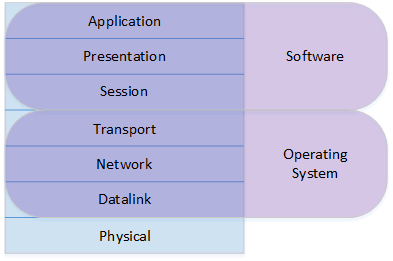 Application
Presentation
Session
Software
Transport
Network
Datalink
Operating
System
Physical